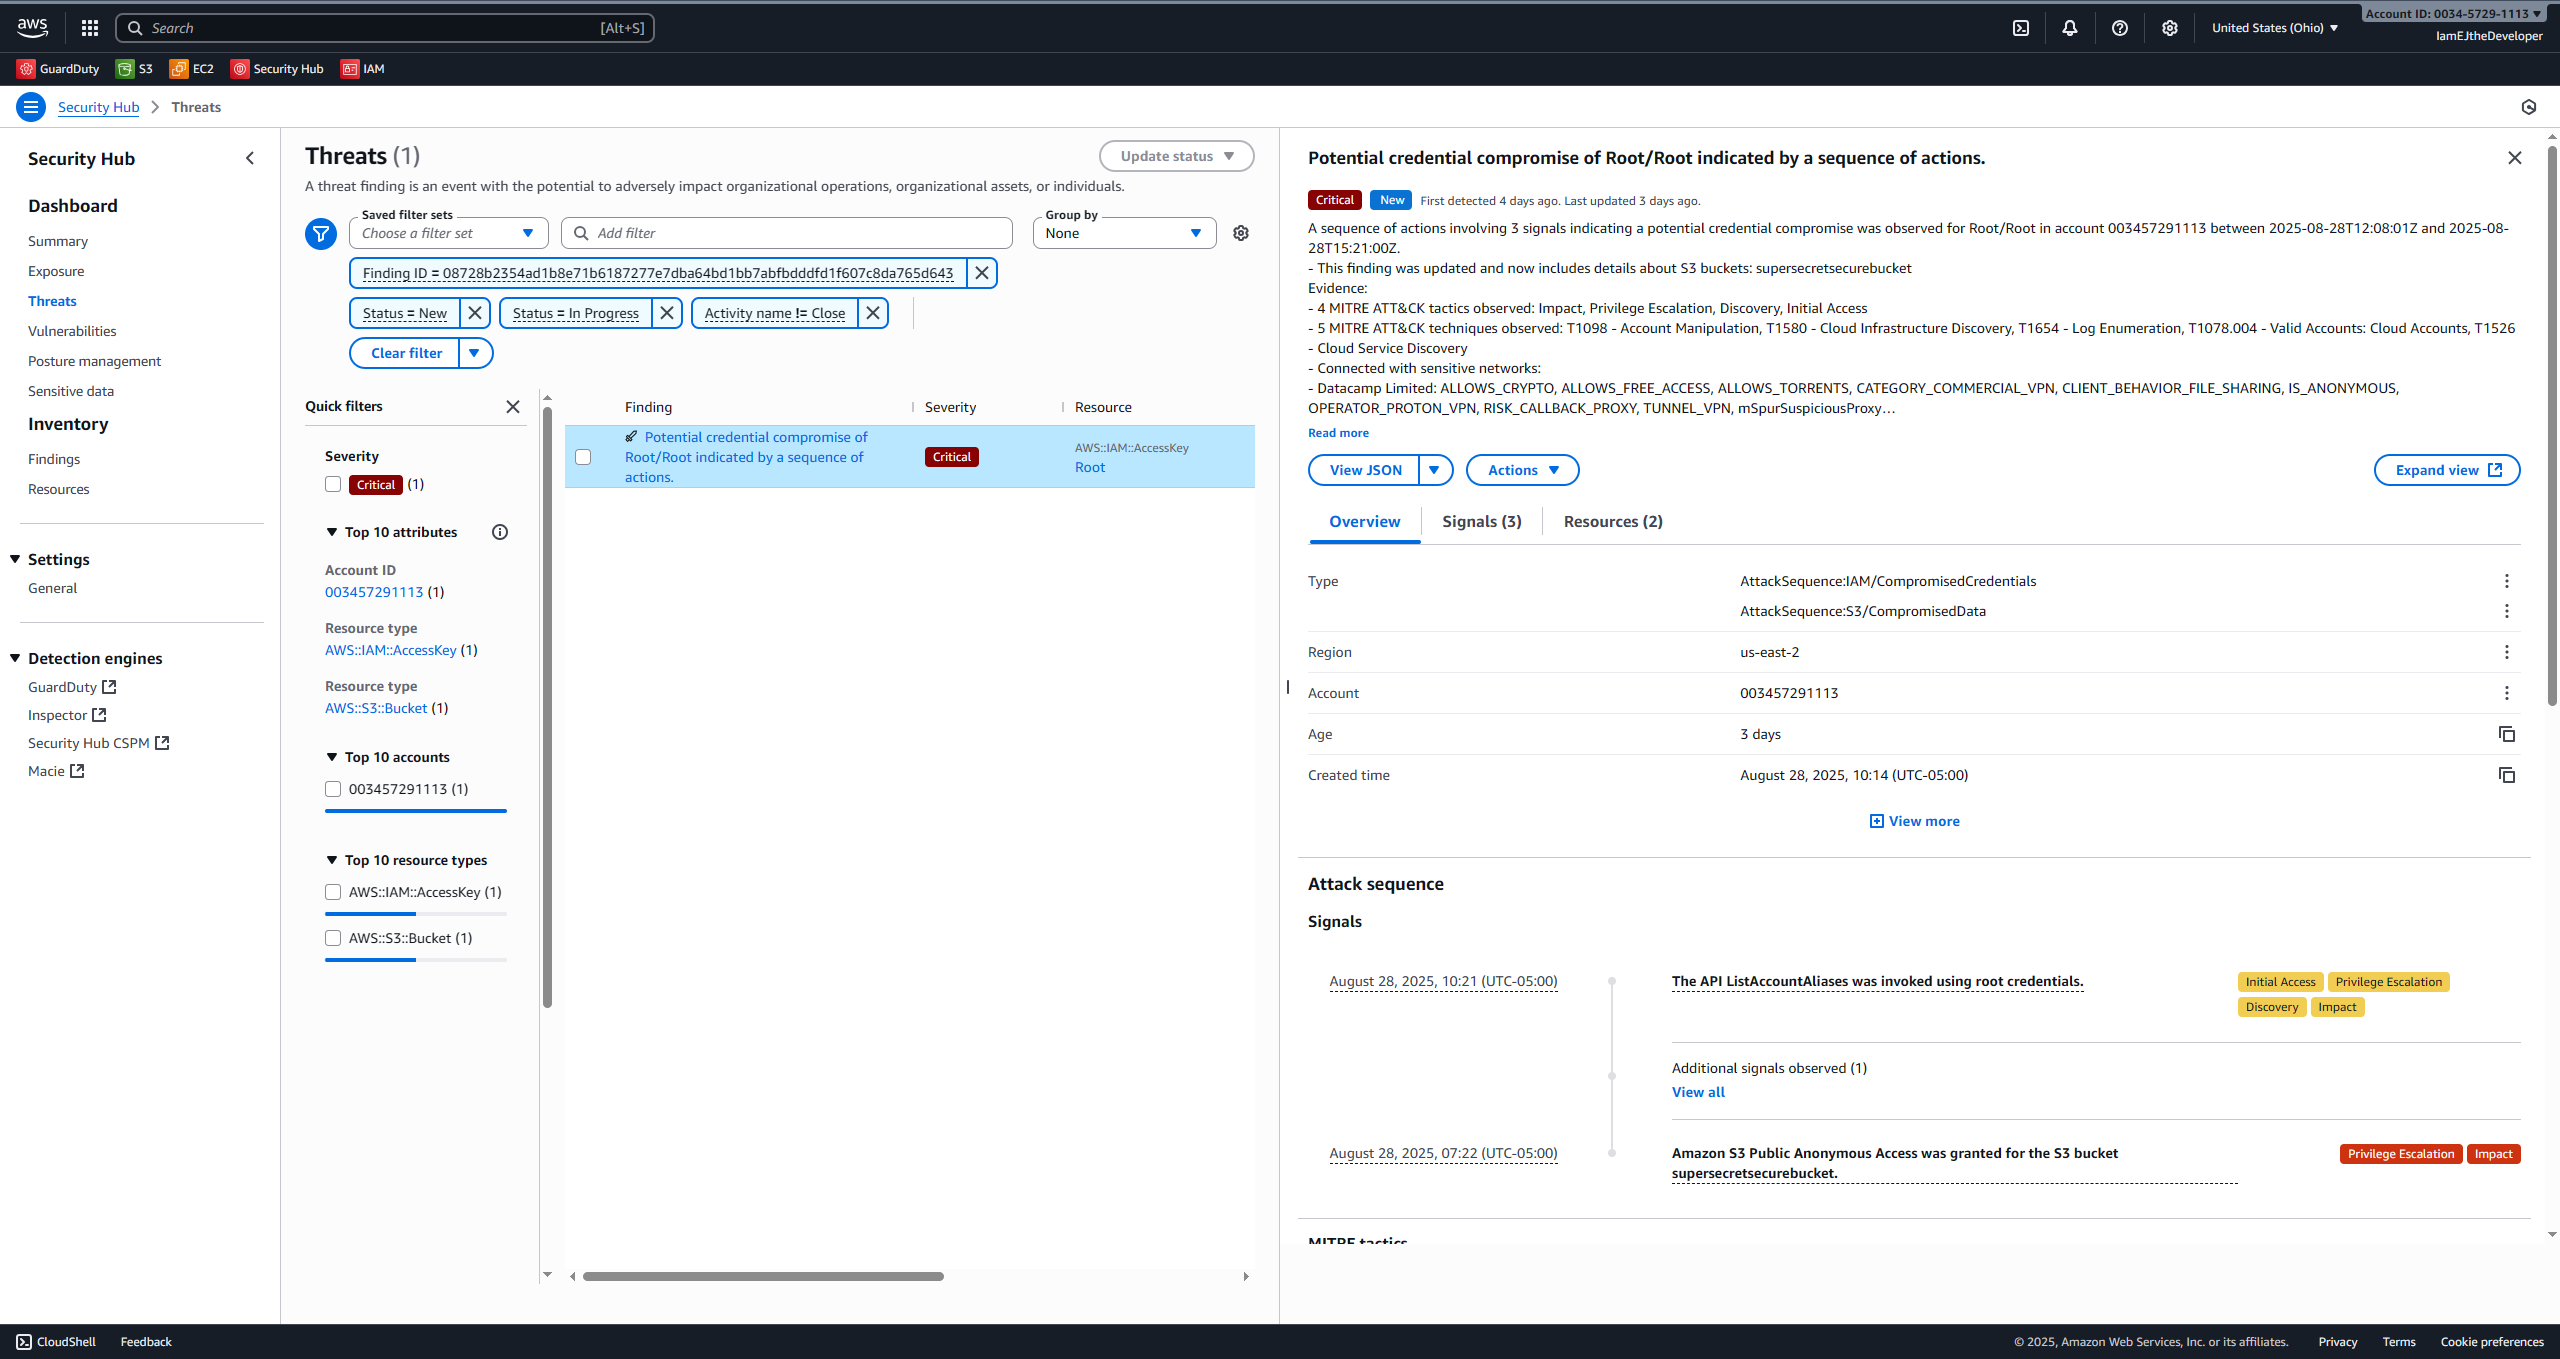 aws
Search
[Alt+S]
United States (Ohio)
Account ID: 0034-5729-1113
IamEJtheDeveloper
GuardDuty
S3
EC2
Security Hub
IAM
Security Hub
Threats
Security Hub
Dashboard
Summary
Exposure
Threats
Vulnerabilities
Posture management
Sensitive data
Inventory
Findings
Resources
Settings
General
Detection engines
GuardDuty
Inspector
Security Hub CSPM
Macie
Threats (1)
Update status
A threat finding is an event with the potential to adversely impact organizational operations, organizational assets, or individuals.
Saved filter sets
Choose a filter set
Add filter
Group by
None
Finding ID = 08728b2354ad1b8e71b6187277e7dba64bd1bb7abfbdddfd1f607c8da765d643
Status = New
Status = In Progress
Activity name != Close
Clear filter
Quick filters
Severity
Critical (1)
Top 10 attributes
Account ID
003457291113 (1)
Resource type
AWS::IAM::AccessKey (1)
Resource type
AWS::S3::Bucket (1)
Top 10 accounts
003457291113 (1)
Top 10 resource types
AWS::IAM::AccessKey (1)
AWS::S3::Bucket (1)
Finding
Severity
Resource
Potential credential compromise of
Root/Root indicated by a sequence of
actions.
Critical
AWS::IAM::AccessKey
Root
Potential credential compromise of Root/Root indicated by a sequence of actions.
Critical
New
First detected 4 days ago. Last updated 3 days ago.
A sequence of actions involving 3 signals indicating a potential credential compromise was observed for Root/Root in account 003457291113 between 2025-08-28T12:08:01Z and 2025-08-
28T15:21:00Z.
- This finding was updated and now includes details about S3 buckets: supersecretsecurebucket
Evidence:
- 4 MITRE ATT&CK tactics observed: Impact, Privilege Escalation, Discovery, Initial Access
- 5 MITRE ATT&CK techniques observed: T1098 - Account Manipulation, T1580 - Cloud Infrastructure Discovery, T1654 - Log Enumeration, T1078.004 - Valid Accounts: Cloud Accounts, T1526
- Cloud Service Discovery
- Connected with sensitive networks:
- Datacamp Limited: ALLOWS_CRYPTO, ALLOWS_FREE_ACCESS, ALLOWS_TORRENTS, CATEGORY_COMMERCIAL_VPN, CLIENT_BEHAVIOR_FILE_SHARING, IS_ANONYMOUS,
OPERATOR_PROTON_VPN, RISK_CALLBACK_PROXY, TUNNEL_VPN, mSpurSuspiciousProxy…
Read more
View JSON
Actions
Expand view
Overview
Signals (3)
Resources (2)
Type
AttackSequence:IAM/CompromisedCredentials
AttackSequence:S3/CompromisedData
Region
us-east-2
Account
003457291113
Age
3 days
Created time
August 28, 2025, 10:14 (UTC-05:00)
View more
Attack sequence
Signals
August 28, 2025, 10:21 (UTC-05:00)
The API ListAccountAliases was invoked using root credentials.
Initial Access
Privilege Escalation
Discovery
Impact
Additional signals observed (1)
View all
August 28, 2025, 07:22 (UTC-05:00)
Amazon S3 Public Anonymous Access was granted for the S3 bucket
supersecretsecurebucket.
Privilege Escalation
Impact
MITRE tactics
CloudShell
Feedback
© 2025, Amazon Web Services, Inc. or its affiliates.
Privacy
Terms
Cookie preferences